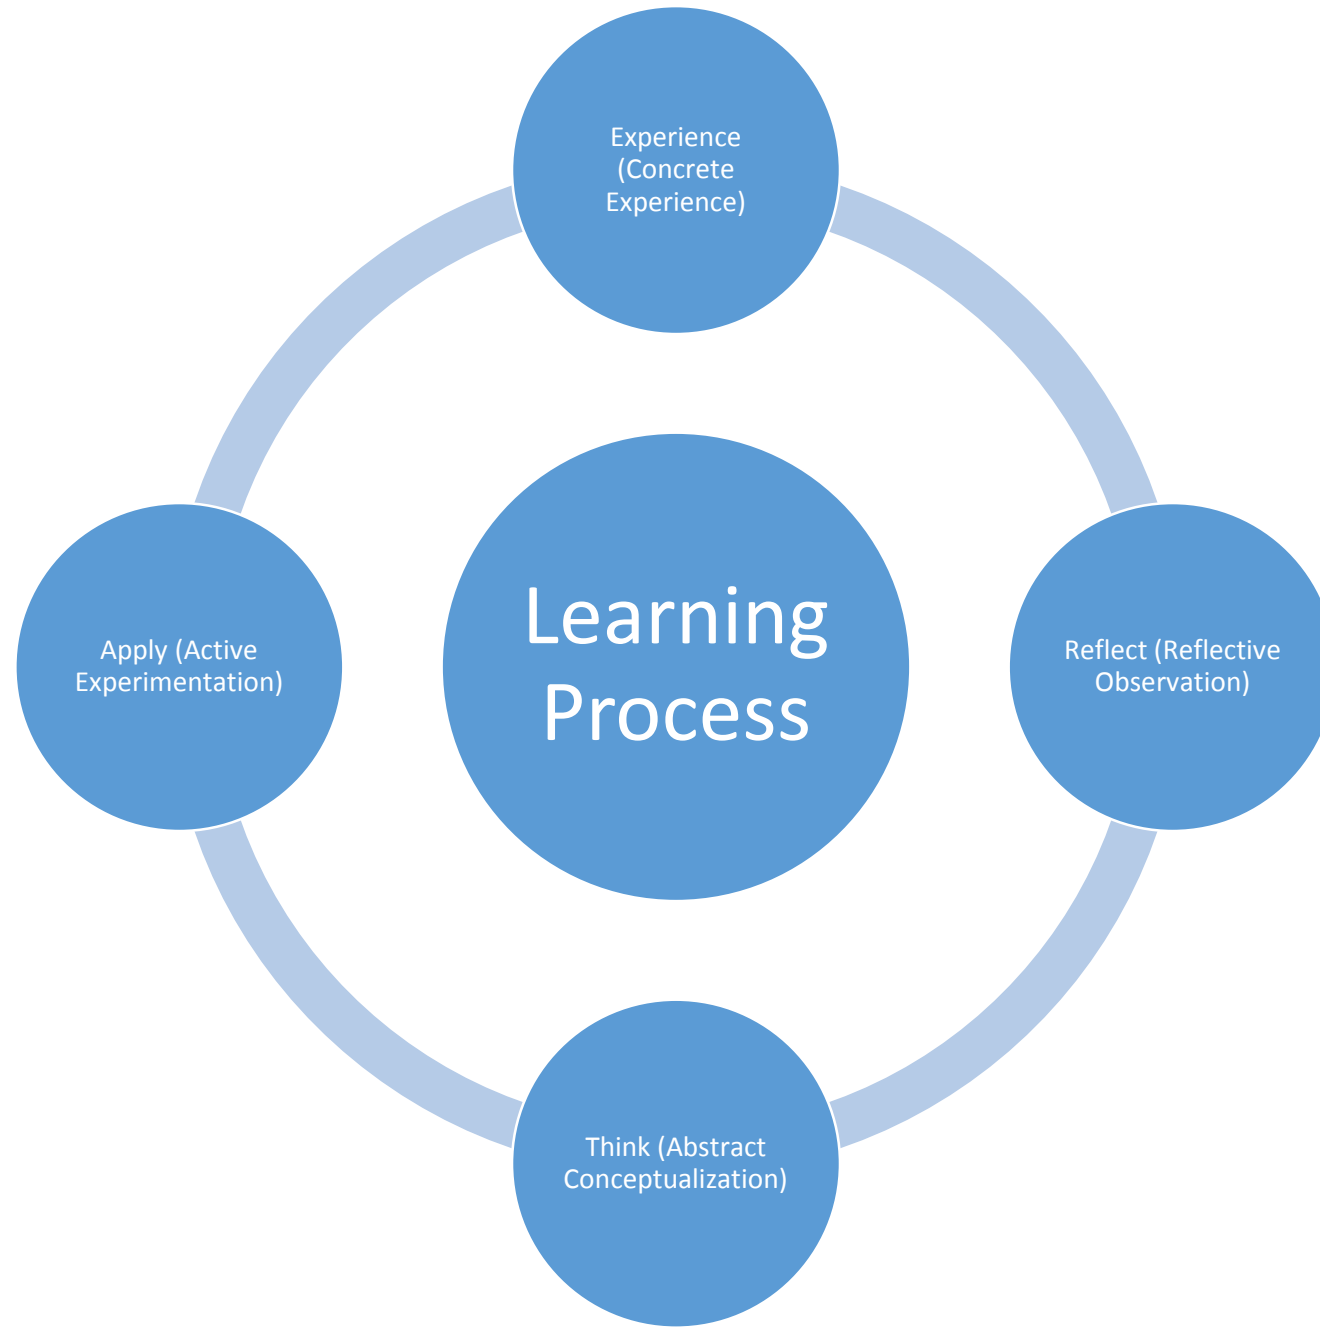 Experience
(Concrete
Experience)
Learning
Process
Apply (Active
Experimentation)
Reflect (Reflective
Observation)
Think (Abstract
Conceptualization)